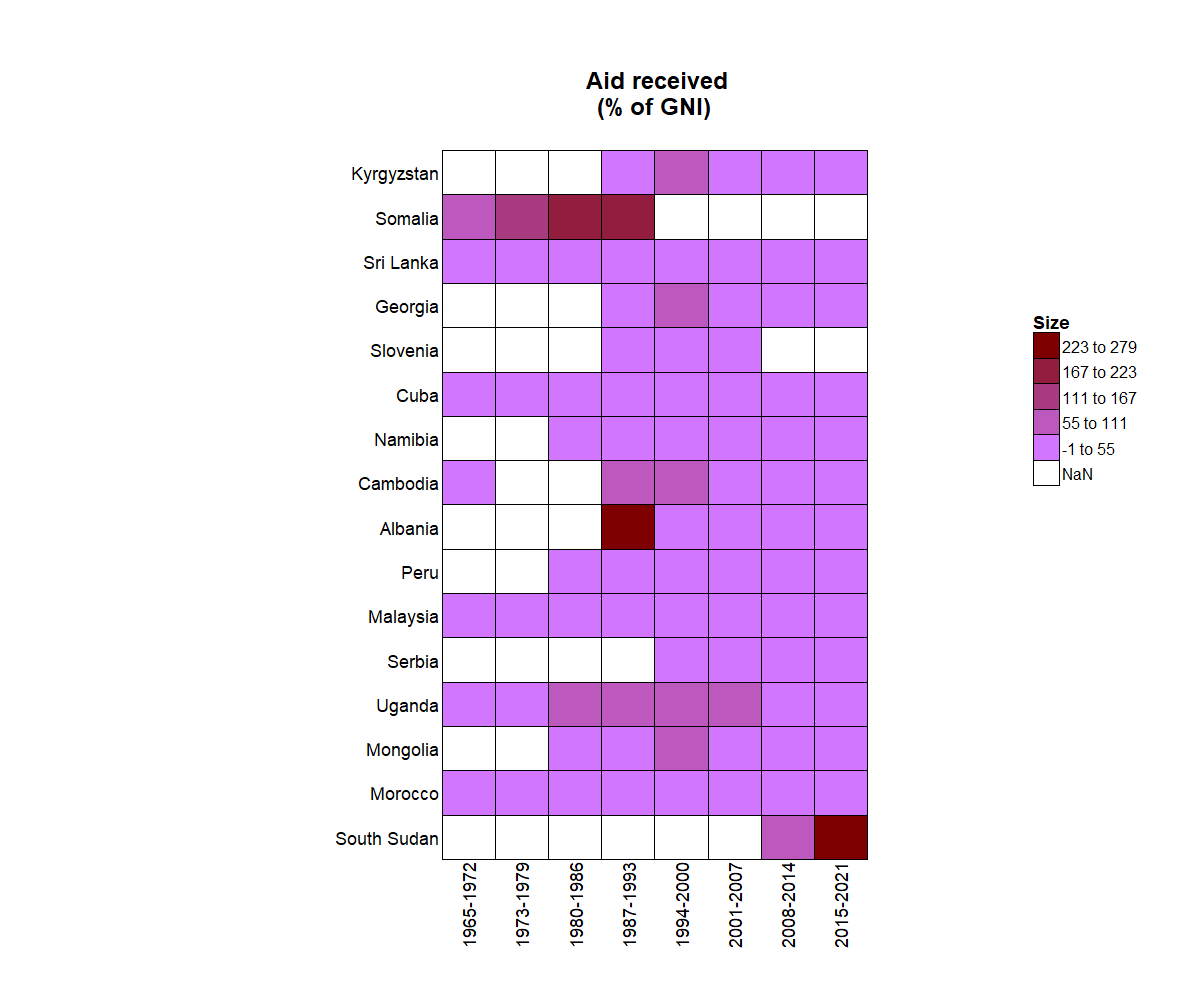 Aid received
(% of GNI)
Kyrgyzstan
Somalia
Sri Lanka
Georgia
Slovenia
Cuba
Namibia
Cambodia
Albania
Peru
Malaysia
Serbia
Uganda
Mongolia
Morocco
South Sudan
1965-1972
1973-1979
1980-1986
1987-1993
1994-2000
2001-2007
2008-2014
2015-2021
Size
223 to 279
167 to 223
111 to 167
55 to 111
-1 to 55
NaN